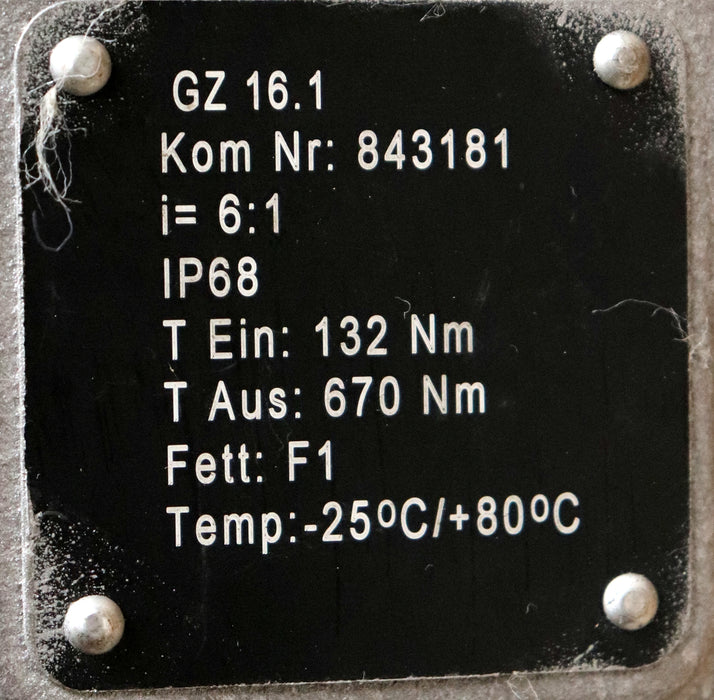 GZ 16.1
Kom Nr: 843181
i= 6:1
IP68
T Ein: 132 Nm
T Aus: 670 Nm
Fett: F1
Temp:-25ºC/+80ºC